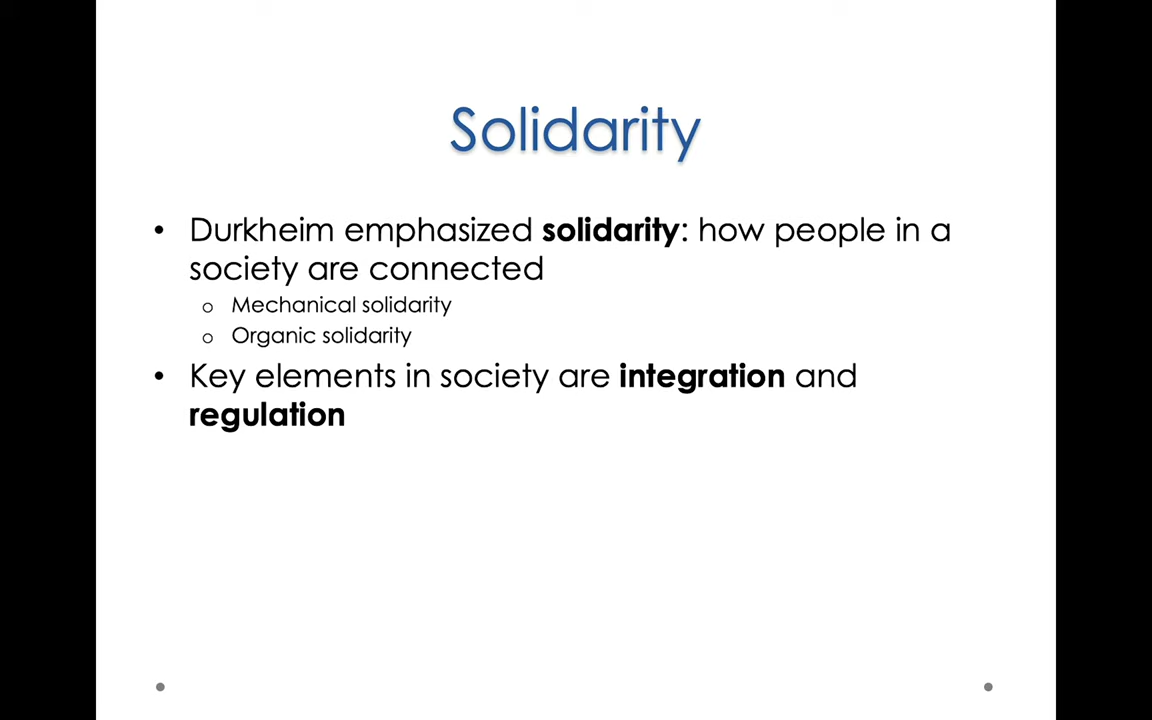 Solidarity
• Durkheim emphasized solidarity: how people in a
society are connected
o Mechanical solidarity
o Organic solidarity
• Key elements in society are integration and
regulation